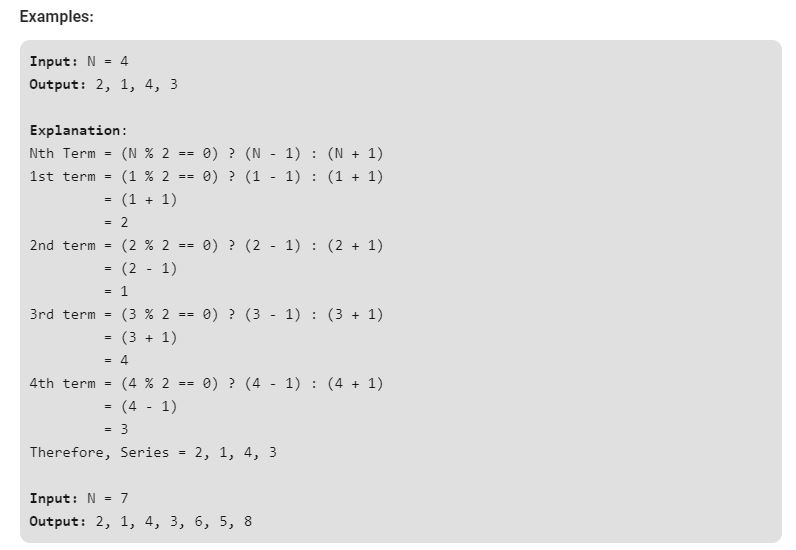 Examples:
Input: N = 4
Output: 2, 1, 4, 3
Explanation:
Nth Term = (N % 2 == 0) ? (N - 1) : (N + 1)
1st term = (1 % 2 == 0) ? (1 - 1) : (1 + 1)
= (1 + 1)
= 2
2nd term = (2 % 2 == 0) ? (2 - 1) : (2 + 1)
= (2 - 1)
= 1
3rd term = (3 % 2 == 0) ? (3 - 1) : (3 + 1)
= (3 + 1)
= 4
4th term = (4 % 2 == 0) ? (4 - 1) : (4 + 1)
= (4 - 1)
= 3
Therefore, Series = 2, 1, 4, 3
Input: N = 7
Output: 2, 1, 4, 3, 6, 5, 8